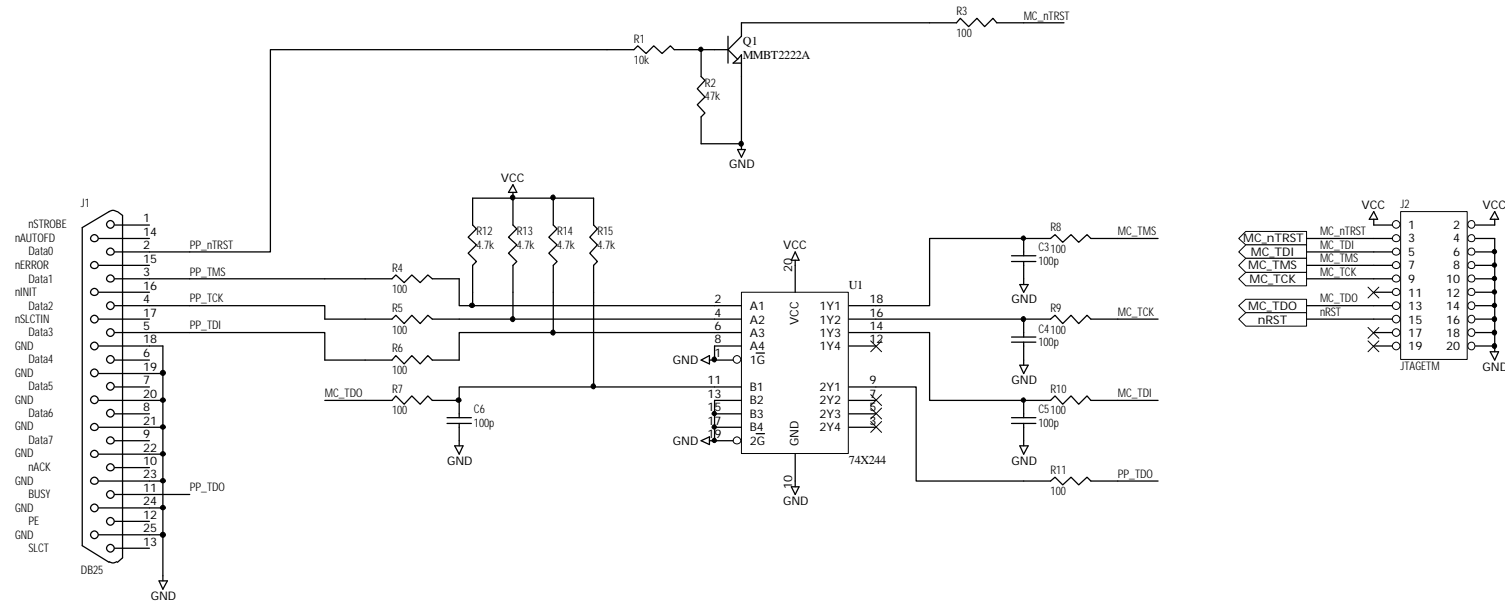 R3
MC_nTRST
100
R1
10k
Q1
MMBT2222A
R2
47k
GND
J1
nSTROBE 1
nAUTOFD 14
Data0 2 PP_nTRST
nERROR 15
Data1 3 PP_TMS
nINIT 16
Data2 4 PP_TCK
nSLCTIN 17
Data3 5 PP_TDI
GND 18
Data4 6
GND 19
Data5 7
GND 20
Data6 8
GND 21
Data7 9
GND 22
nACK 10
GND 23
BUSY 11 PP_TDO
GND 24
PE 12
GND 25
SLCT 13
DB25
GND
VCC
R12 R13 R14 R15
4.7k 4.7k 4.7k 4.7k
R4
100
R5
100
R6
100
MC_TDO
R7
100
C6
100p
GND
VCC
20
U1
2 A1 VCC 1Y1 18
4 A2 1Y2 16
6 A3 1Y3 14
8 A4 1Y4 12
GND 1 1G
11 B1 2Y1 9
13 B2 2Y2 7
15 B3 2Y3 5
17 B4 2Y4 3
GND 19 2G GND
74X244
10
GND
R8
MC_TMS
C3 100
100p
GND
R9
MC_TCK
C4 100
100p
GND
R10
MC_TDI
C5 100
100p
GND
R11
PP_TDO
100
J2
VCC VCC
1 2
MC_nTRST MC_nTRST 3 4
MC_TDI MC_TDI 5 6
MC_TMS MC_TMS 7 8
MC_TCK MC_TCK 9 10
11 12
MC_TDO MC_TDO 13 14
nRST nRST 15 16
17 18
19 20
JTAGETM
GND